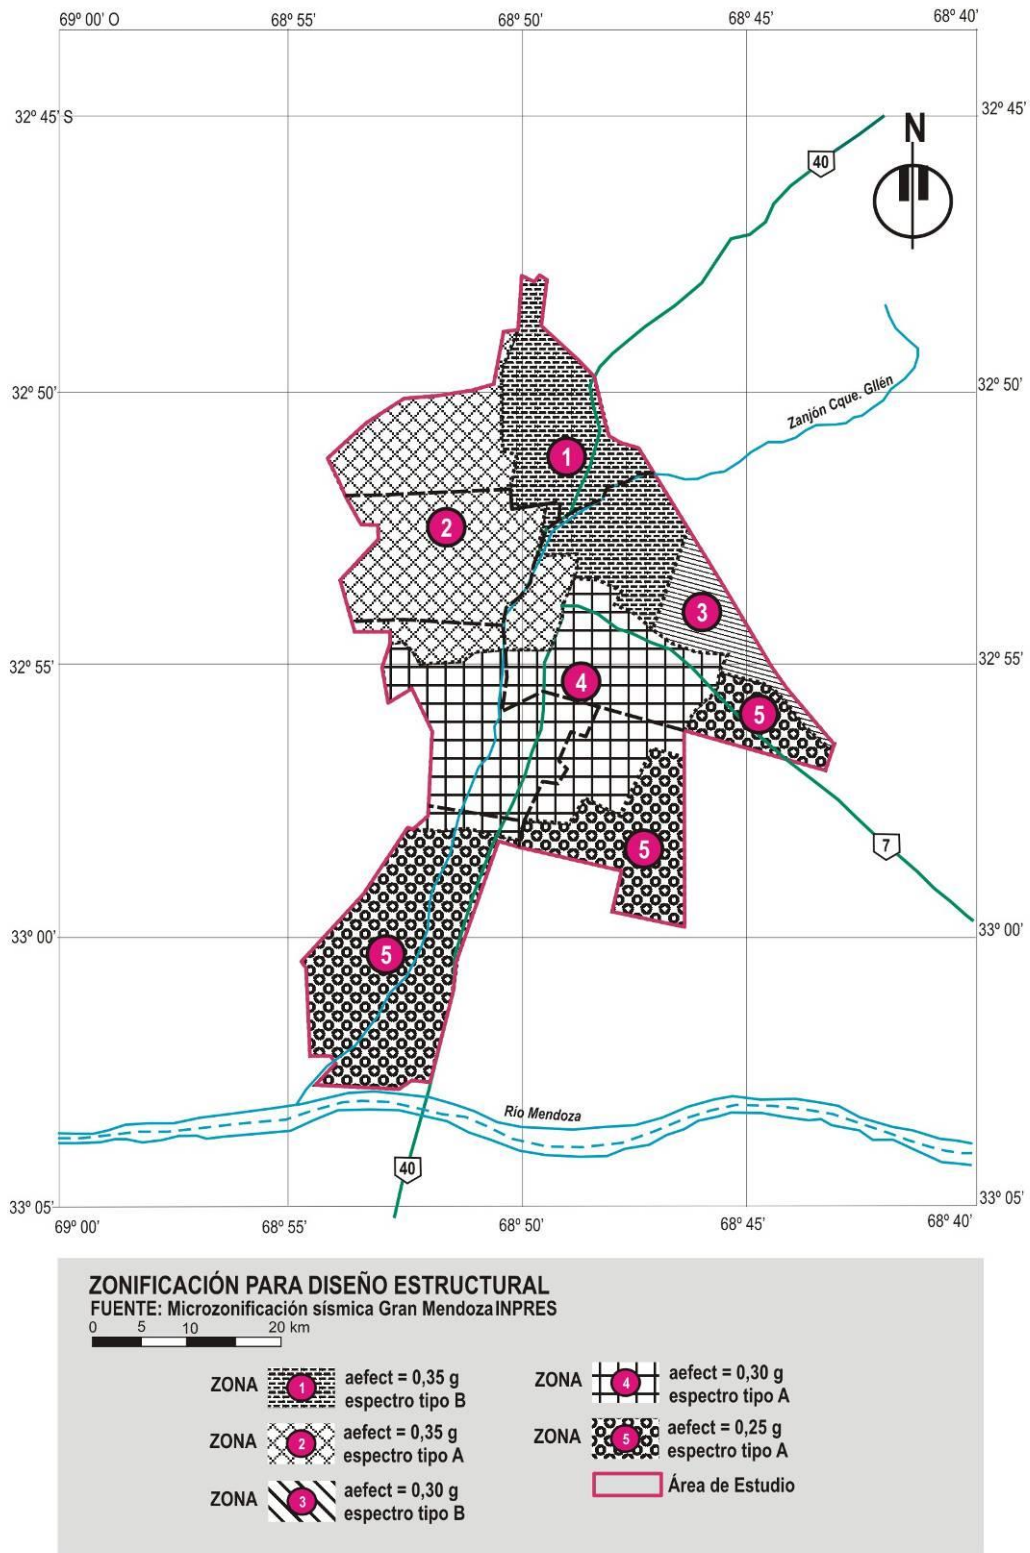 69º 00' O
68º 55'
68º 50'
68º 45'
68º 40'
32º 45' S
32º 45'
N
40
32º 50'
32º 50'
Zanjón Cque. Gllén
1
2
3
32º 55'
32º 55'
4
5
5
7
33º 00'
33º 00'
5
Río Mendoza
40
33º 05'
33º 05'
69º 00'
68º 55'
68º 50'
68º 45'
68º 40'
ZONIFICACIÓN PARA DISEÑO ESTRUCTURAL
FUENTE: Microzonificación sísmica Gran Mendoza INPRES
0 5 10 20 km
ZONA 1 aefect = 0,35 g
espectro tipo B
ZONA 2 aefect = 0,35 g
espectro tipo A
ZONA 3 aefect = 0,30 g
espectro tipo B
ZONA 4 aefect = 0,30 g
espectro tipo A
ZONA 5 aefect = 0,25 g
espectro tipo A
Área de Estudio